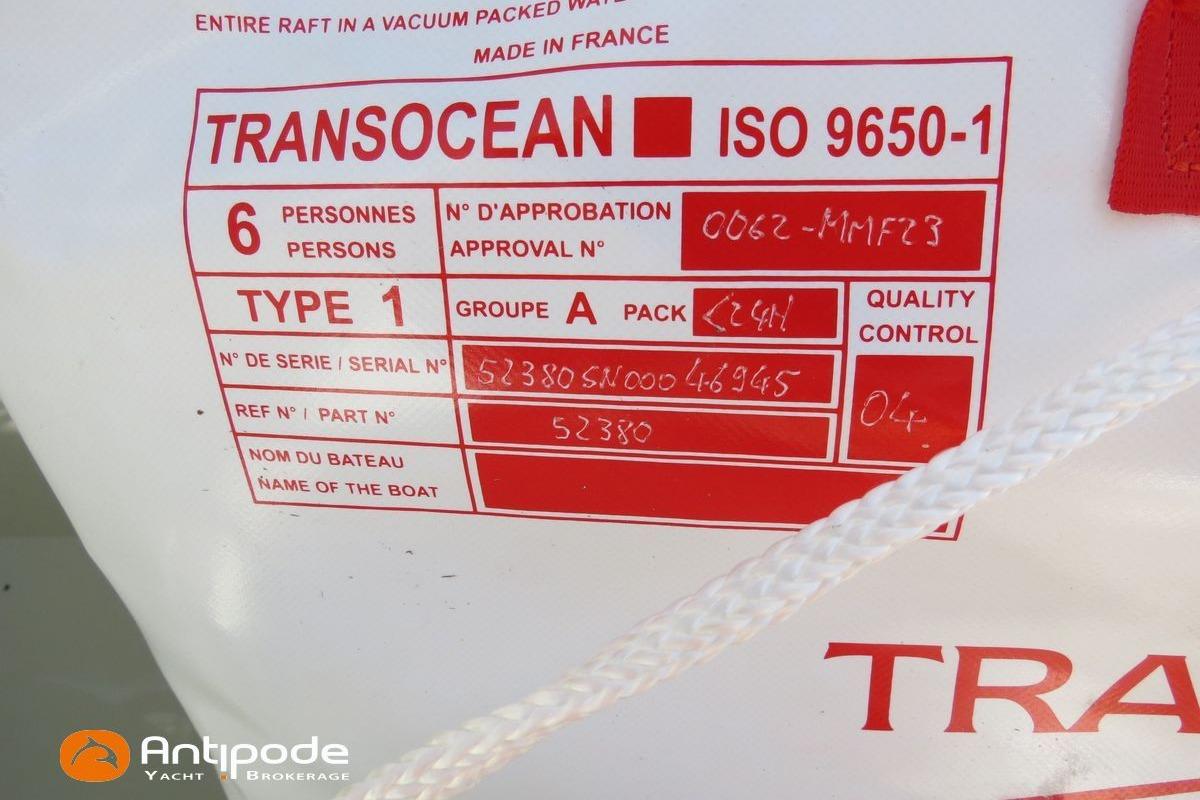 ENTIRE RAFT IN A VACUUM PACKED
MADE IN FRANCE
TRANSOCEAN ISO 9650-1
6 PERSONNES
PERSONS
N° D'APPROBATION
APPROVAL N°
0062-MMF23
TYPE 1
GROUPE A PACK <24H
QUALITY
CONTROL
04.
N° DE SERIE / SERIAL N° 52380SN00046945
REF N° / PART N° 52380
NOM DU BATEAU
NAME OF THE BOAT
TRA
Antipode
YACHT BROKERAGE